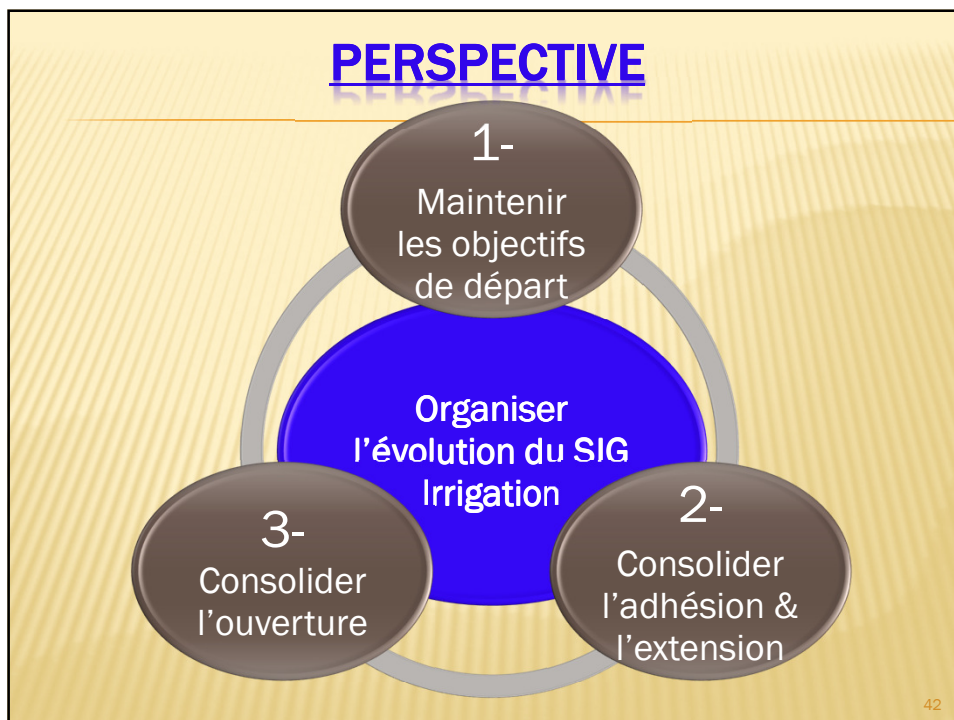 PERSPECTIVE
1-
Maintenir
les objectifs
de départ
Organiser
l'évolution du SIG
Irrigation
2-
Consolider
l'adhésion &
l'extension
3-
Consolider
l'ouverture
42